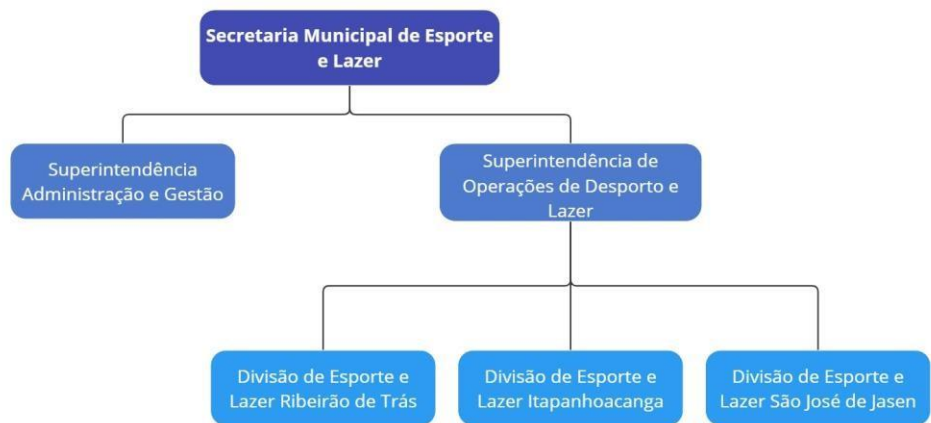 Secretaria Municipal de Esporte
e Lazer
Superintendência
Administração e Gestão
Superintendência de
Operações de Desporto e
Lazer
Divisão de Esporte e
Lazer Ribeirão de Trás
Divisão de Esporte e
Lazer Itapanhoacanga
Divisão de Esporte e
Lazer São José de Jasen